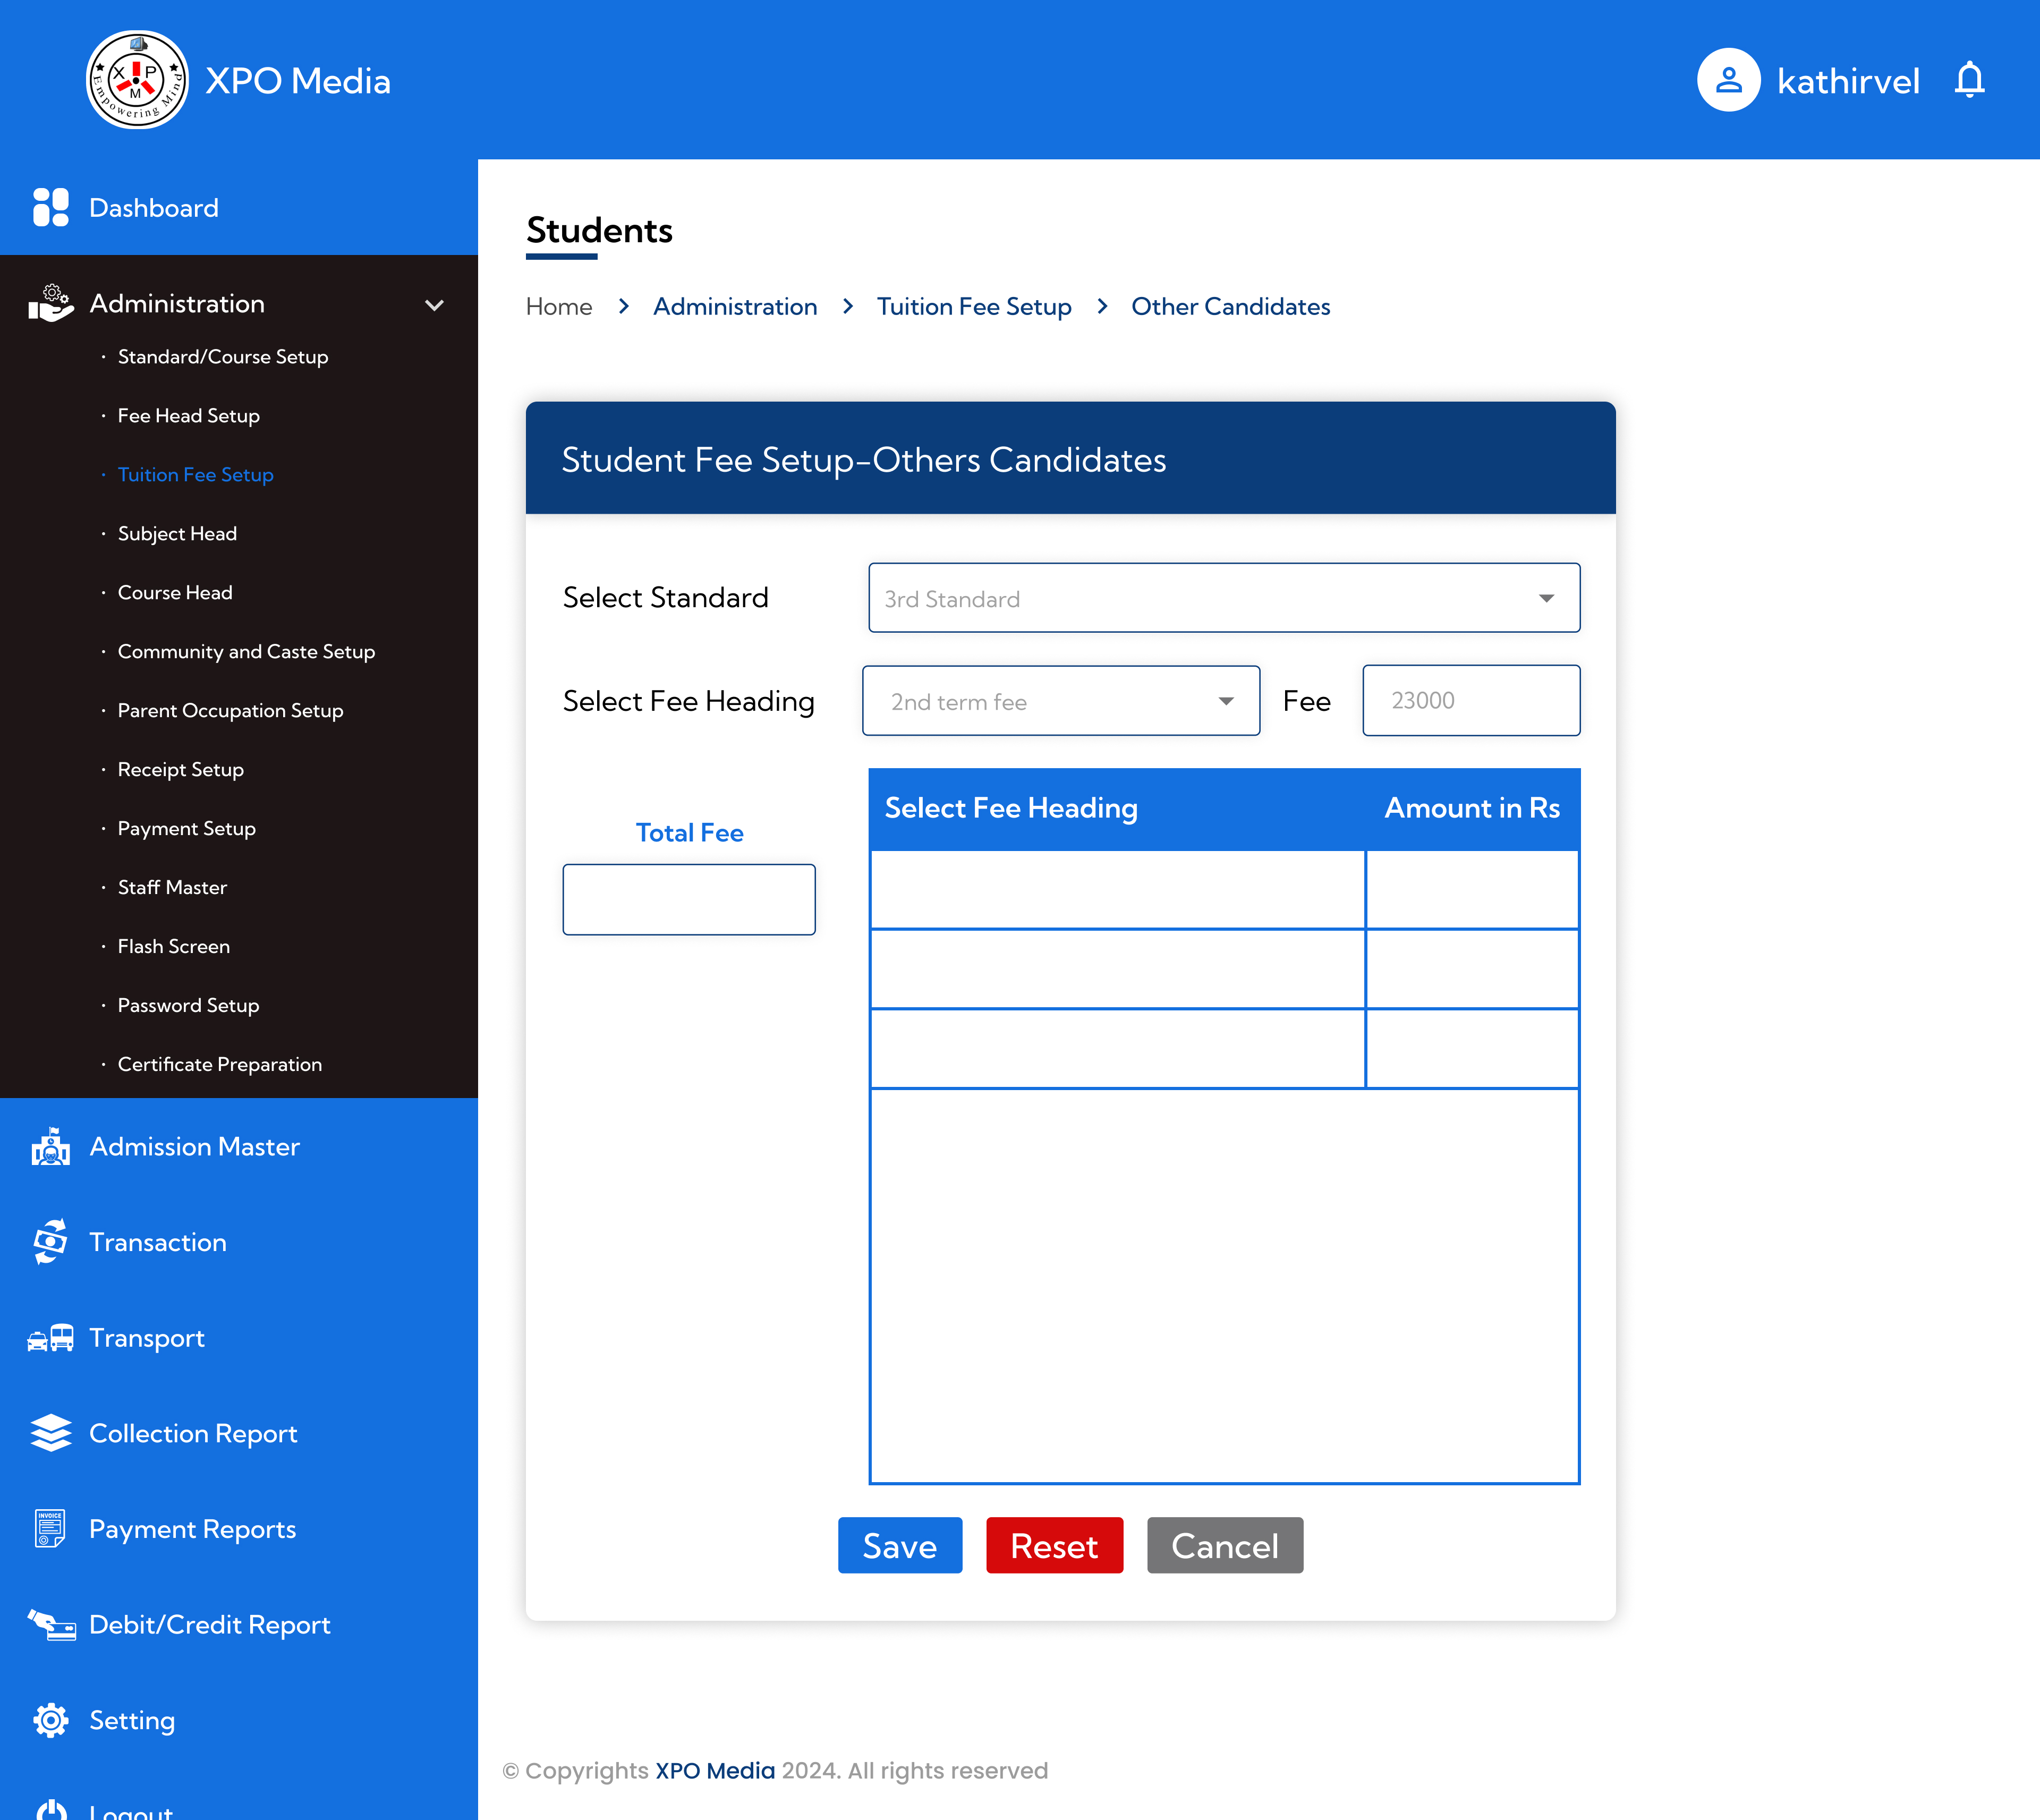 X P M
Empowering Mind
XPO Media
kathirvel
Dashboard
Administration
· Standard/Course Setup
· Fee Head Setup
· Tuition Fee Setup
· Subject Head
· Course Head
· Community and Caste Setup
· Parent Occupation Setup
· Receipt Setup
· Payment Setup
· Staff Master
· Flash Screen
· Password Setup
· Certificate Preparation
Admission Master
Transaction
Transport
Collection Report
INVOICE
Payment Reports
Debit/Credit Report
Setting
Logout
Students
Home > Administration > Tuition Fee Setup > Other Candidates
Student Fee Setup-Others Candidates
Select Standard
3rd Standard
Select Fee Heading
2nd term fee
Fee
23000
Total Fee
Select Fee Heading
Amount in Rs
Save
Reset
Cancel
© Copyrights XPO Media 2024. All rights reserved